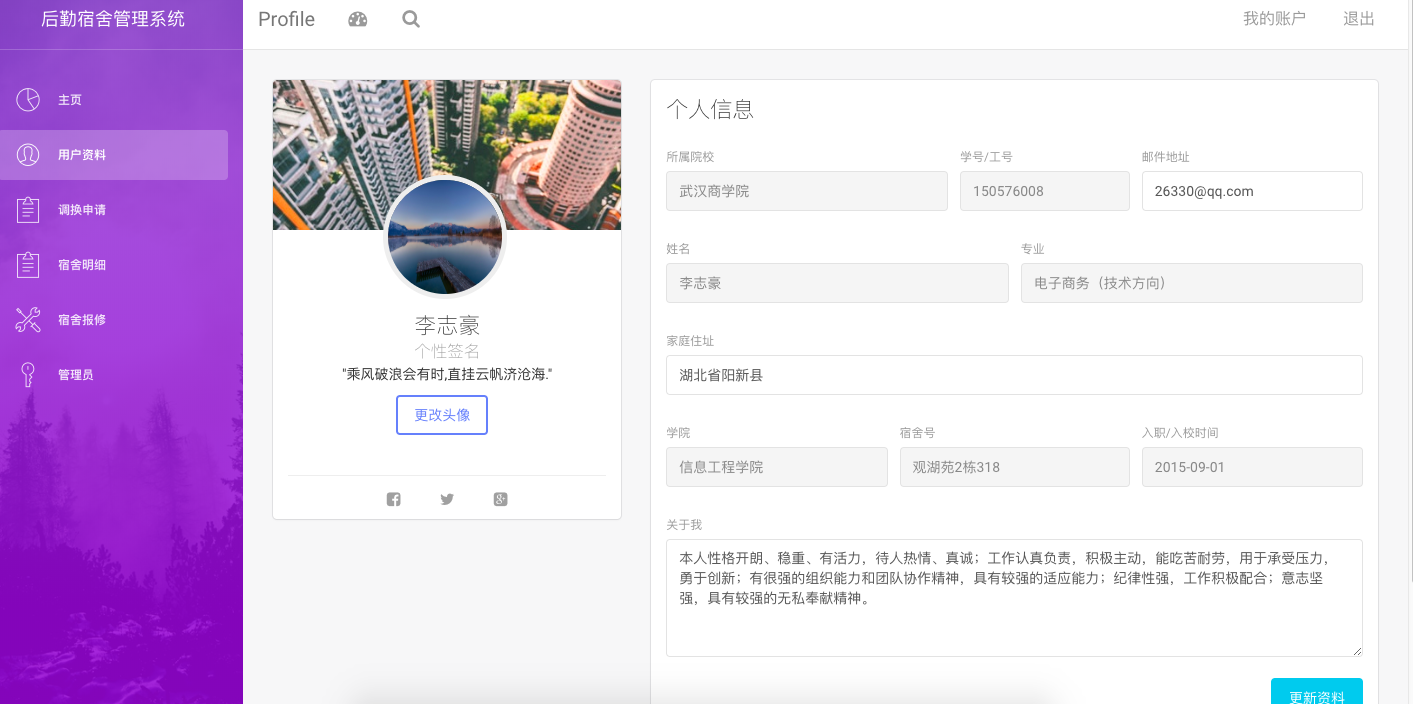 后勤宿舍管理系统
Profile
我的账户
退出
主页
用户资料
调换申请
宿舍明细
宿舍报修
管理员
李志豪
个性签名
"乘风破浪会有时,直挂云帆济沧海."
更改头像
个人信息
所属院校
学号/工号
邮件地址
武汉商学院
150576008
26330@qq.com
姓名
专业
李志豪
电子商务（技术方向）
家庭住址
湖北省阳新县
学院
宿舍号
入职/入校时间
信息工程学院
观湖苑2栋318
2015-09-01
关于我
本人性格开朗、稳重、有活力，待人热情、真诚；工作认真负责，积极主动，能吃苦耐劳，用于承受压力，
勇于创新；有很强的组织能力和团队协作精神，具有较强的适应能力；纪律性强，工作积极配合；意志坚
强，具有较强的无私奉献精神。
更新资料